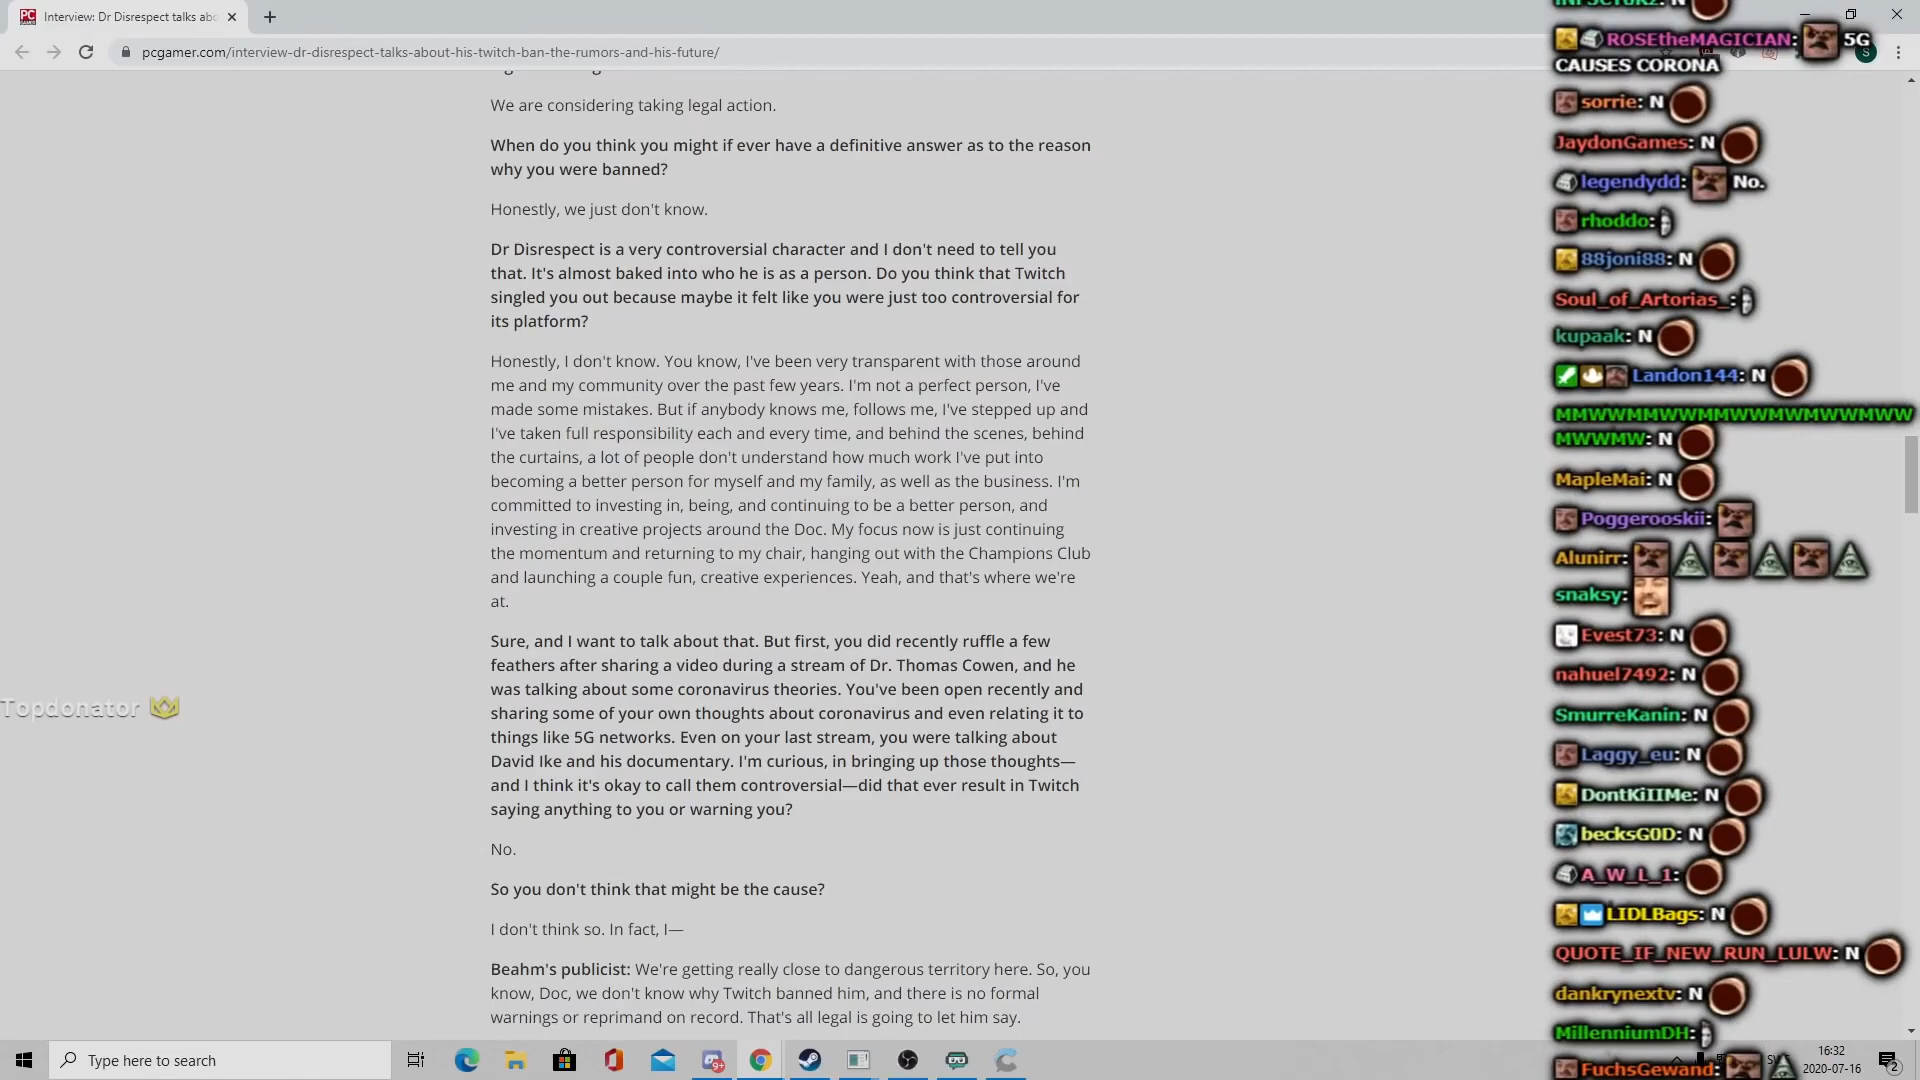 Interview: Dr Disrespect talks abo
pcgamer.com/interview-dr-disrespect-talks-about-his-twitch-ban-the-rumors-and-his-future/
We are considering taking legal action.
When do you think you might if ever have a definitive answer as to the reason
why you were banned?
Honestly, we just don't know.
Dr Disrespect is a very controversial character and I don't need to tell you
that. It's almost baked into who he is as a person. Do you think that Twitch
singled you out because maybe it felt like you were just too controversial for
its platform?
Honestly, I don't know. You know, I've been very transparent with those around
me and my community over the past few years. I'm not a perfect person, I've
made some mistakes. But if anybody knows me, follows me, I've stepped up and
I've taken full responsibility each and every time, and behind the scenes, behind
the curtains, a lot of people don't understand how much work I've put into
becoming a better person for myself and my family, as well as the business. I'm
committed to investing in, being, and continuing to be a better person, and
investing in creative projects around the Doc. My focus now is just continuing
the momentum and returning to my chair, hanging out with the Champions Club
and launching a couple fun, creative experiences. Yeah, and that's where we're
at.
Sure, and I want to talk about that. But first, you did recently ruffle a few
feathers after sharing a video during a stream of Dr. Thomas Cowen, and he
was talking about some coronavirus theories. You've been open recently and
sharing some of your own thoughts about coronavirus and even relating it to
things like 5G networks. Even on your last stream, you were talking about
David Ike and his documentary. I'm curious, in bringing up those thoughts—
and I think it's okay to call them controversial—did that ever result in Twitch
saying anything to you or warning you?
No.
So you don't think that might be the cause?
I don't think so. In fact, I—
Beahm's publicist: We're getting really close to dangerous territory here. So, you
know, Doc, we don't know why Twitch banned him, and there is no formal
warnings or reprimand on record. That's all legal is going to let him say.
Topdonator
ROSEtheMAGICIAN: 5G
CAUSES CORONA
sorrie: N
JaydonGames: N
legendydd: No.
rhoddo:
88joni88: N
Soul_of_Artorias_:
kupaak: N
Landon144: N
MMWWMMWWMMWWMWMWWMWW
MWWMW: N
MapleMai: N
Poggerooskii:
Alunirr:
snaksy:
Evest73: N
nahuel7492: N
SmurreKanin: N
Laggy_eu: N
DontKiIIMe: N
becksG0D: N
A_W_L_1:
LIDLBags: N
QUOTE_IF_NEW_RUN_LULW: N
dankrynextv: N
MillenniumDH:
FuchsGewand:
Type here to search
9+
16:32
2020-07-16
2